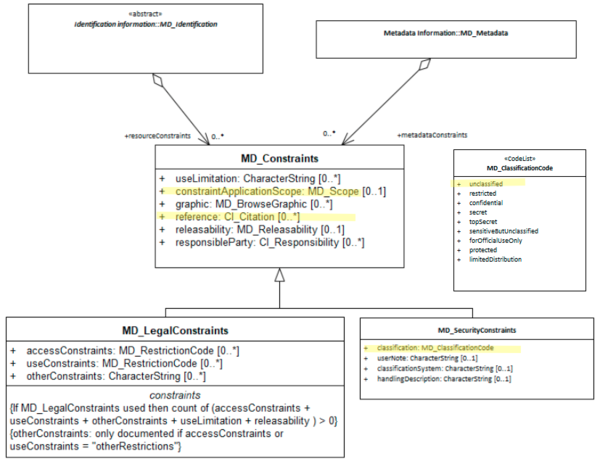 «abstract»
Identification information::MD_Identification
Metadata Information::MD_Metadata
+resourceConstraints
0..*
0..*
+metadataConstraints
MD_Constraints
+ useLimitation: CharacterString [0..*]
+ constraintApplicationScope: MD_Scope [0..1]
+ graphic: MD_BrowseGraphic [0..*]
+ reference: CI_Citation [0..*]
+ releasability: MD_Releasability [0..1]
+ responsibleParty: CI_Responsibility [0..*]
«CodeList»
MD_ClassificationCode
+ unclassified
+ restricted
+ confidential
+ secret
+ topSecret
+ sensitiveButUnclassified
+ forOfficialUseOnly
+ protected
+ limitedDistribution
MD_LegalConstraints
+ accessConstraints: MD_RestrictionCode [0..*]
+ useConstraints: MD_RestrictionCode [0..*]
+ otherConstraints: CharacterString [0..*]
constraints
{If MD_LegalConstraints used then count of (accessConstraints +
useConstraints + otherConstraints + useLimitation + releasability ) > 0}
{otherConstraints: only documented if accessConstraints or
useConstraints = "otherRestrictions"}
MD_SecurityConstraints
+ classification: MD_ClassificationCode
+ userNote: CharacterString [0..1]
+ classificationSystem: CharacterString [0..1]
+ handlingDescription: CharacterString [0..1]